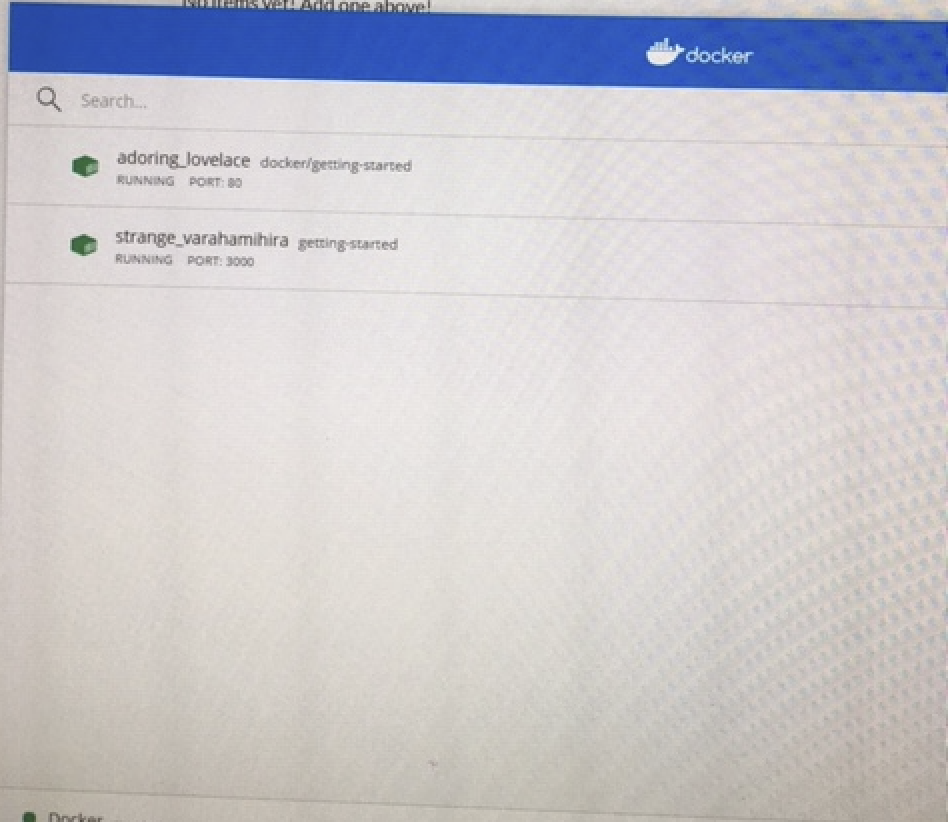 No items yet! Add one above!
docker
Search...
adoring_lovelace docker/getting-started
RUNNING PORT: 80
strange_varahamihira getting-started
RUNNING PORT: 3000
Docker